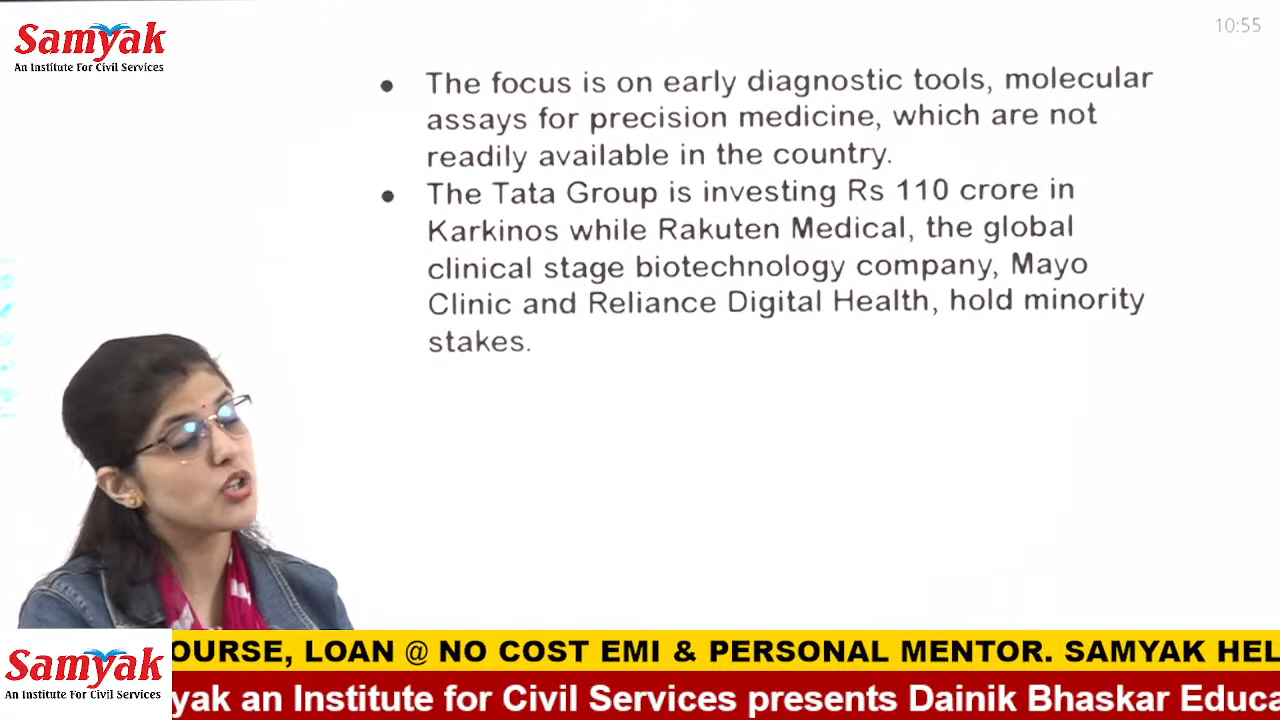 Samyak
An Institute For Civil Services
10:55
• The focus is on early diagnostic tools, molecular
assays for precision medicine, which are not
readily available in the country.
• The Tata Group is investing Rs 110 crore in
Karkinos while Rakuten Medical, the global
clinical stage biotechnology company, Mayo
Clinic and Reliance Digital Health, hold minority
stakes.
Samyak
An Institute For Civil Services
OURSE, LOAN @ NO COST EMI & PERSONAL MENTOR. SAMYAK HEL
yak an Institute for Civil Services presents Dainik Bhaskar Educa